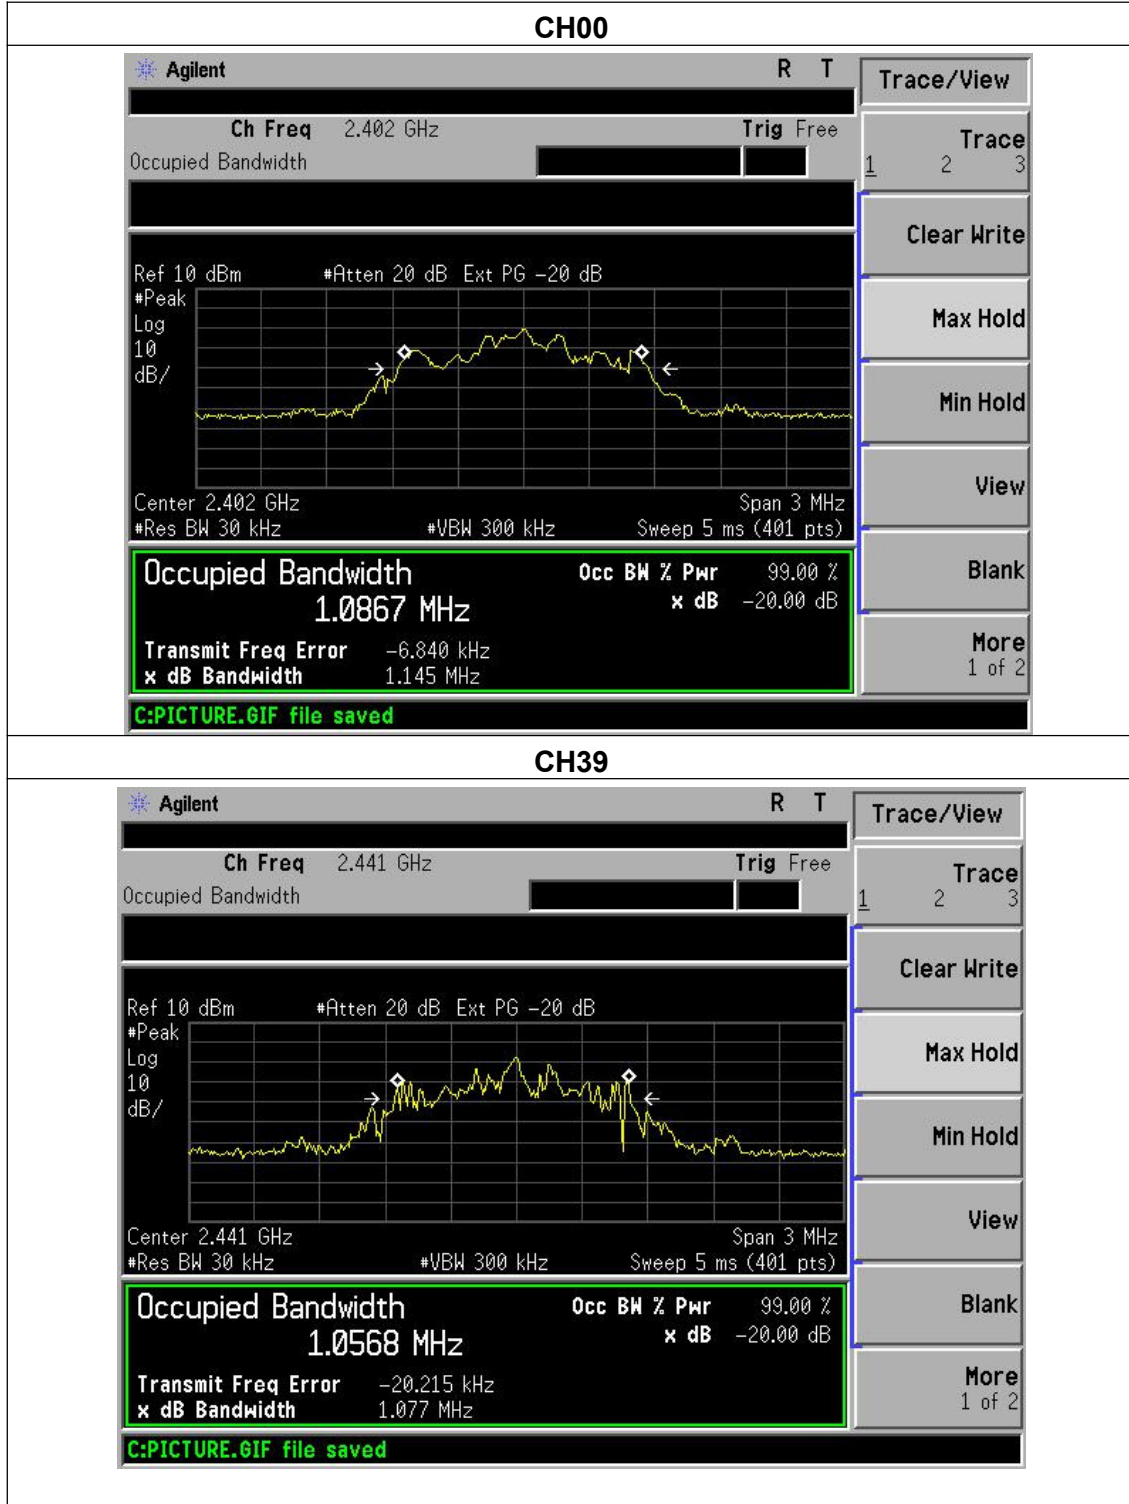 CH00
Agilent R T
Trace/View
Ch Freq 2.402 GHz Trig Free
Occupied Bandwidth
Trace
1 2 3
Clear Write
Ref 10 dBm #Atten 20 dB Ext PG -20 dB
#Peak
Log
10
dB/
Max Hold
Min Hold
View
Center 2.402 GHz Span 3 MHz
#Res BW 30 kHz #VBW 300 kHz Sweep 5 ms (401 pts)
Occupied Bandwidth Occ BW % Pwr 99.00 %
1.0867 MHz x dB -20.00 dB
Blank
Transmit Freq Error -6.840 kHz
x dB Bandwidth 1.145 MHz
More
1 of 2
C:PICTURE.GIF file saved
CH39
Agilent R T
Trace/View
Ch Freq 2.441 GHz Trig Free
Occupied Bandwidth
Trace
1 2 3
Clear Write
Ref 10 dBm #Atten 20 dB Ext PG -20 dB
#Peak
Log
10
dB/
Max Hold
Min Hold
View
Center 2.441 GHz Span 3 MHz
#Res BW 30 kHz #VBW 300 kHz Sweep 5 ms (401 pts)
Occupied Bandwidth Occ BW % Pwr 99.00 %
1.0568 MHz x dB -20.00 dB
Blank
Transmit Freq Error -20.215 kHz
x dB Bandwidth 1.077 MHz
More
1 of 2
C:PICTURE.GIF file saved